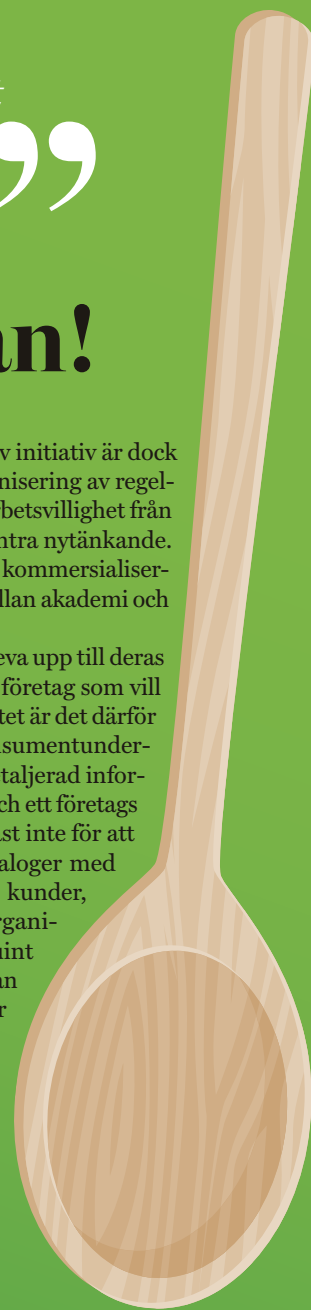 ”
an!
v initiativ är dock
nisering av regel-
betsvillighet från
ntra nytänkande.
kommersialiser-
llan akademi och
eva upp till deras
företag som vill
tet är det därför
sumentunder-
taljerad infor-
ch ett företags
st inte för att
aloger med
kunder,
rgani-
uint
an
r